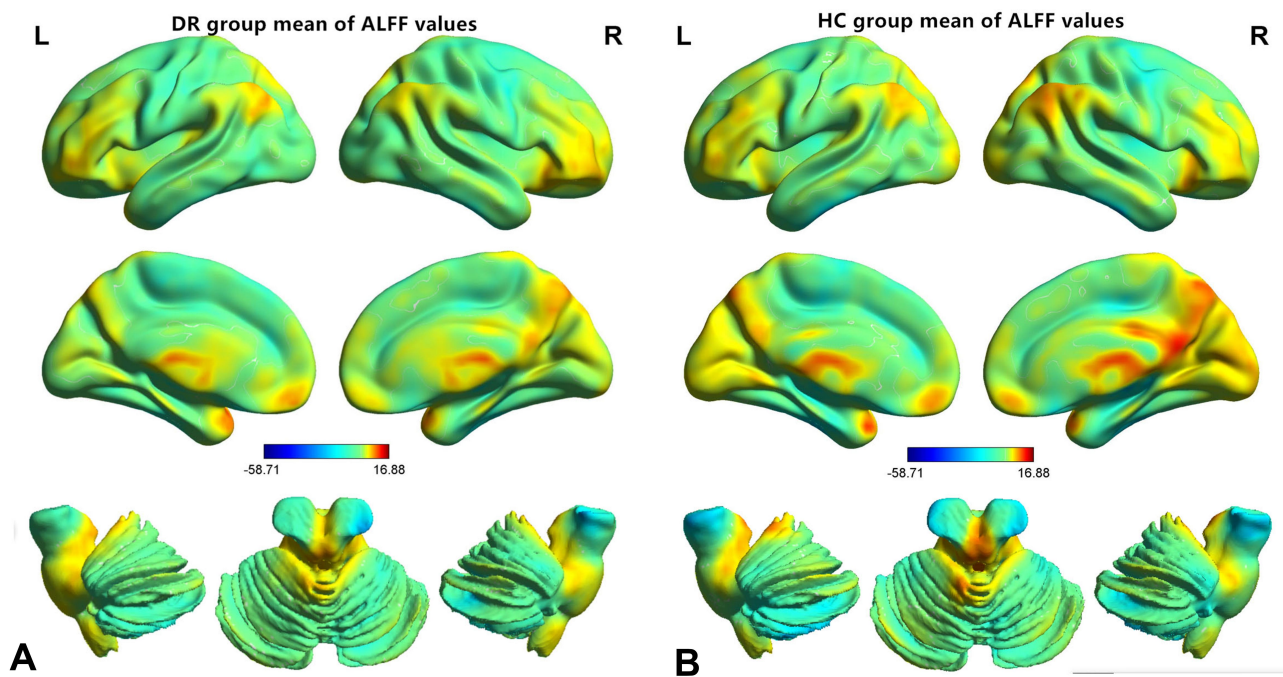 DR group mean of ALFF values
L
R
-58.71
16.88
A
HC group mean of ALFF values
L
R
-58.71
16.88
B